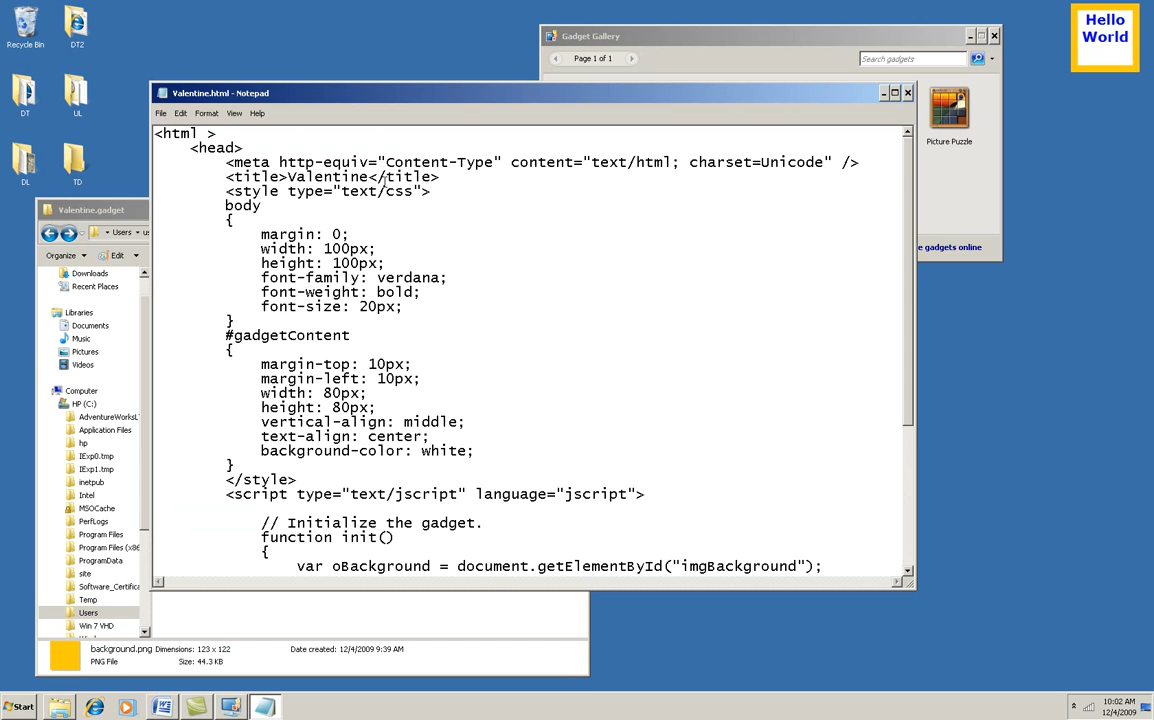 Recycle Bin
DT2
DT
UL
DL
TD
Hello
World
Gadget Gallery
Page 1 of 1
Search gadgets
Picture Puzzle
gadgets online
Valentine.html - Notepad
File Edit Format View Help
<html >
<head>
<meta http-equiv="Content-Type" content="text/html; charset=Unicode" />
<title>Valentine</title>
<style type="text/css">
body
{
margin: 0;
width: 100px;
height: 100px;
font-family: verdana;
font-weight: bold;
font-size: 20px;
}
#gadgetContent
{
margin-top: 10px;
margin-left: 10px;
width: 80px;
height: 80px;
vertical-align: middle;
text-align: center;
background-color: white;
}
</style>
<script type="text/jscript" language="jscript">
// Initialize the gadget.
function init()
{
var oBackground = document.getElementById("imgBackground");
Valentine.gadget
Users
Organize Edit
Downloads
Recent Places
Libraries
Documents
Music
Pictures
Videos
Computer
HP (C:)
AdventureWorksL
Application Files
hp
IExp0.tmp
IExp1.tmp
inetpub
Intel
MSOCache
PerfLogs
Program Files
Program Files (x86
ProgramData
site
Software_Certifica
Temp
Users
Win 7 VHD
background.png Dimensions: 123 x 122 Date created: 12/4/2009 9:39 AM
PNG File Size: 44.3 KB
Start
10:02 AM
12/4/2009